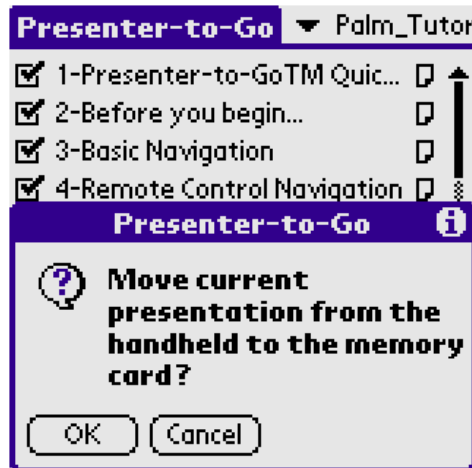 Presenter-to-Go Palm_Tutor
1-Presenter-to-GoTM Quic...
2-Before you begin...
3-Basic Navigation
4-Remote Control Navigation
Presenter-to-Go
Move current
presentation from the
handheld to the memory
card?
OK Cancel